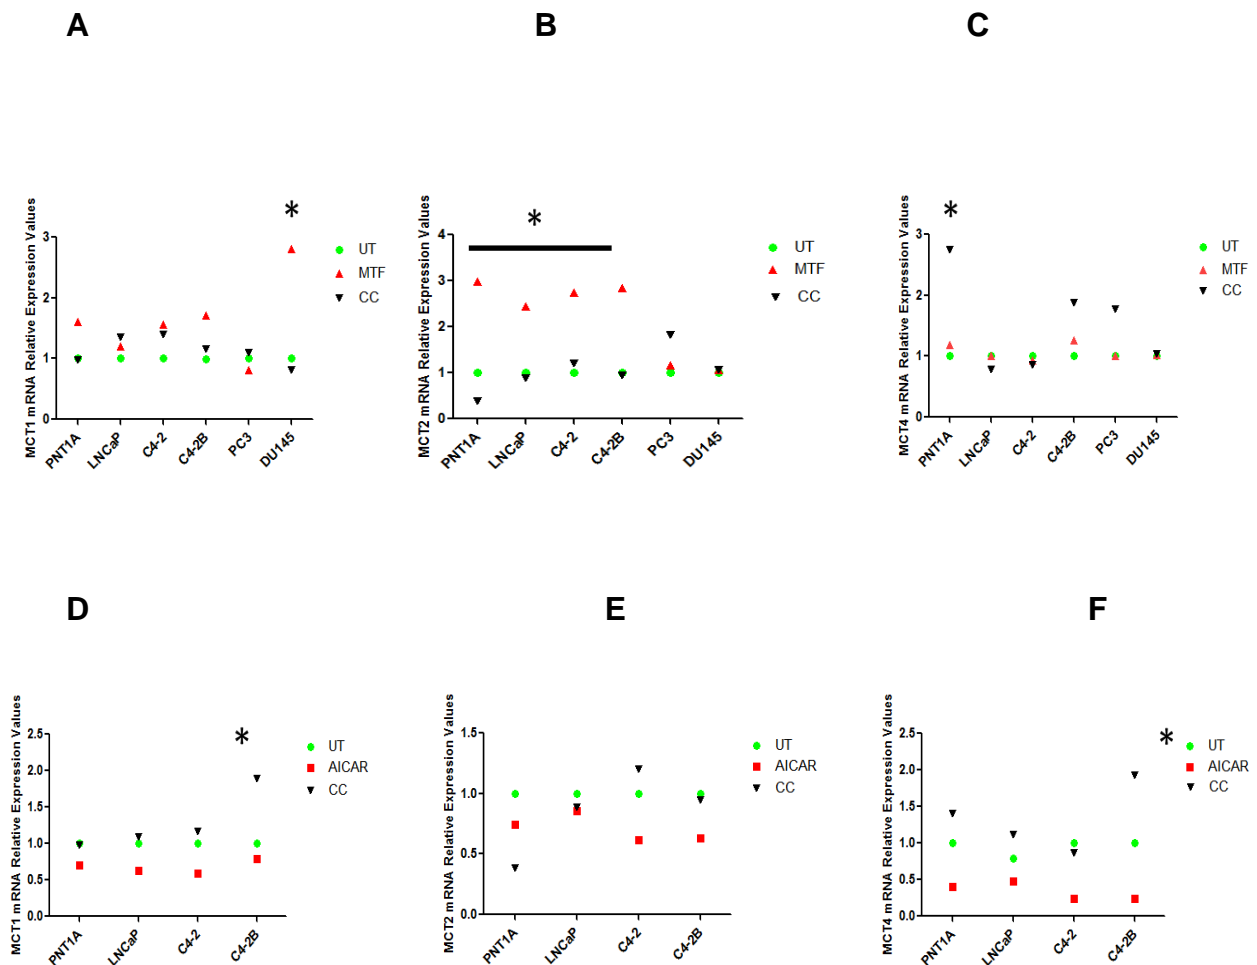 A
B
C
MCT1 mRNA Relative Expression Values
3
2
1
0
PNT1A
LNCaP
C4-2
C4-2B
PC3
DU145
*
UT
MTF
CC
MCT2 mRNA Relative Expression Values
4
3
2
1
0
PNT1A
LNCaP
C4-2
C4-2B
PC3
DU145
*
UT
MTF
CC
MCT4 mRNA Relative Expression Values
3
2
1
0
PNT1A
LNCaP
C4-2
C4-2B
PC3
DU145
*
UT
MTF
CC
D
E
F
MCT1 mRNA Relative Expression Values
2.5
2.0
1.5
1.0
0.5
0.0
PNT1A
LNCaP
C4-2
C4-2B
*
UT
AICAR
CC
MCT2 mRNA Relative Expression Values
1.5
1.0
0.5
0.0
PNT1A
LNCaP
C4-2
C4-2B
UT
AICAR
CC
MCT4 mRNA Relative Expression Values
2.5
2.0
1.5
1.0
0.5
0.0
PNT1A
LNCaP
C4-2
C4-2B
*
UT
AICAR
CC